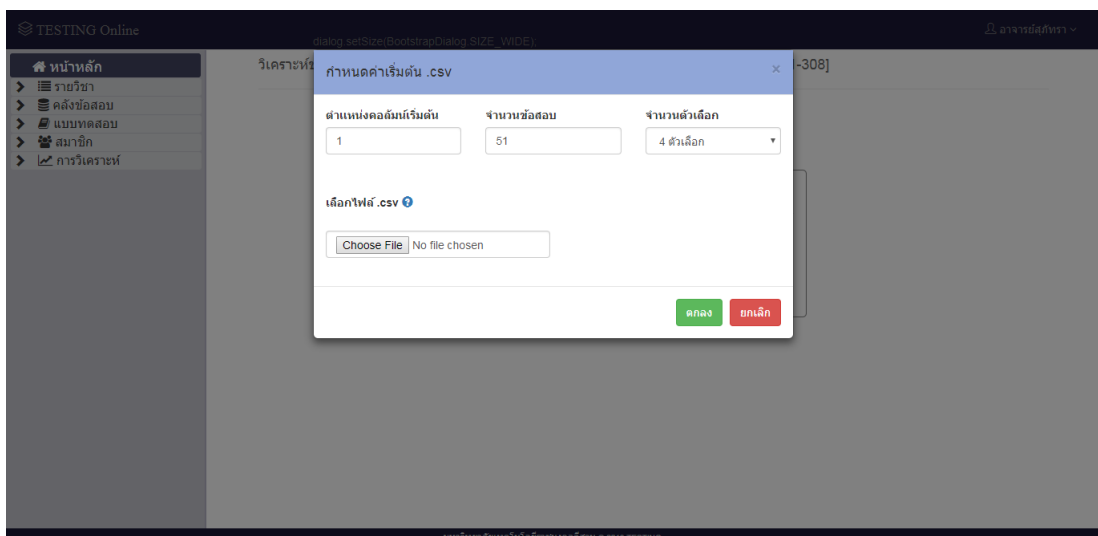 TESTING Online
dialog.setSize(BootstrapDialog.SIZE_WIDE);
อาจารย์สุภัทรา
หน้าหลัก
รายวิชา
คลังข้อสอบ
แบบทดสอบ
สมาชิก
การวิเคราะห์
วิเคราะห์ข
-308]
กำหนดค่าเริ่มต้น .csv ×
ตำแหน่งคอลัมน์เริ่มต้น จำนวนข้อสอบ จำนวนตัวเลือก
1 51 4 ตัวเลือก
เลือกไฟล์ .csv
Choose File No file chosen
ตกลง ยกเลิก